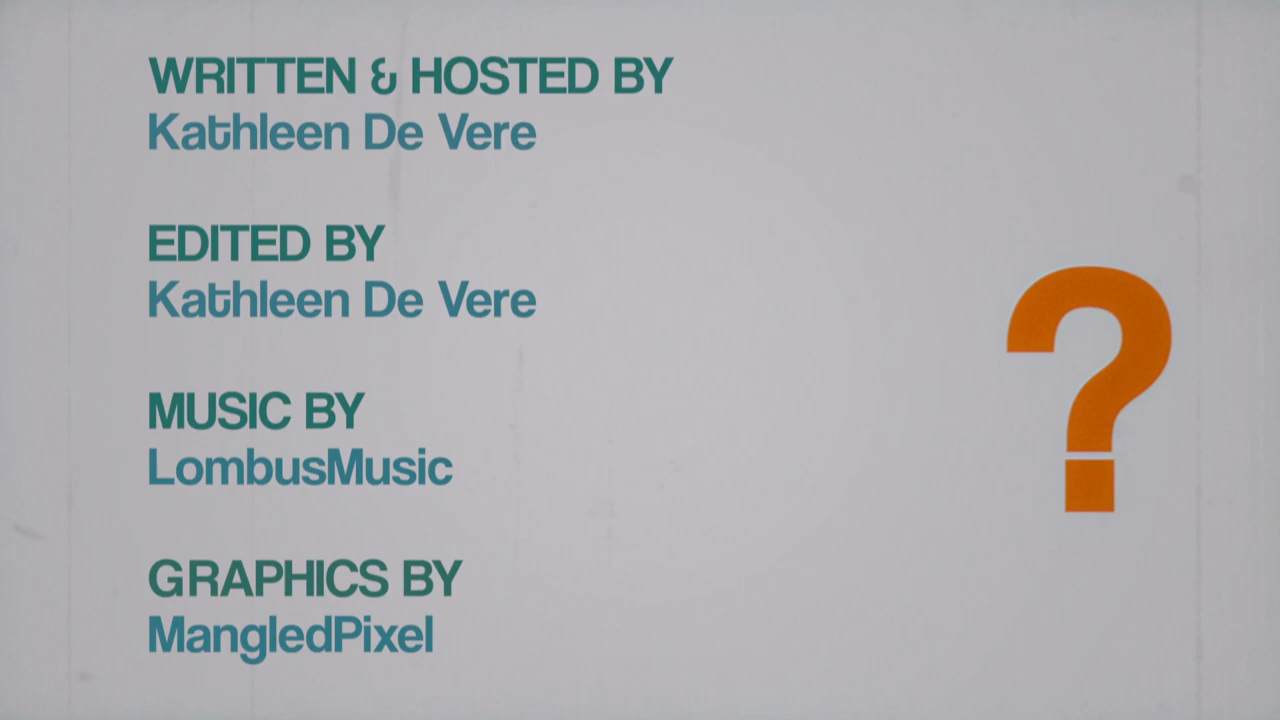 WRITTEN & HOSTED BY
Kathleen De Vere
EDITED BY
Kathleen De Vere
MUSIC BY
LombusMusic
GRAPHICS BY
MangledPixel
?